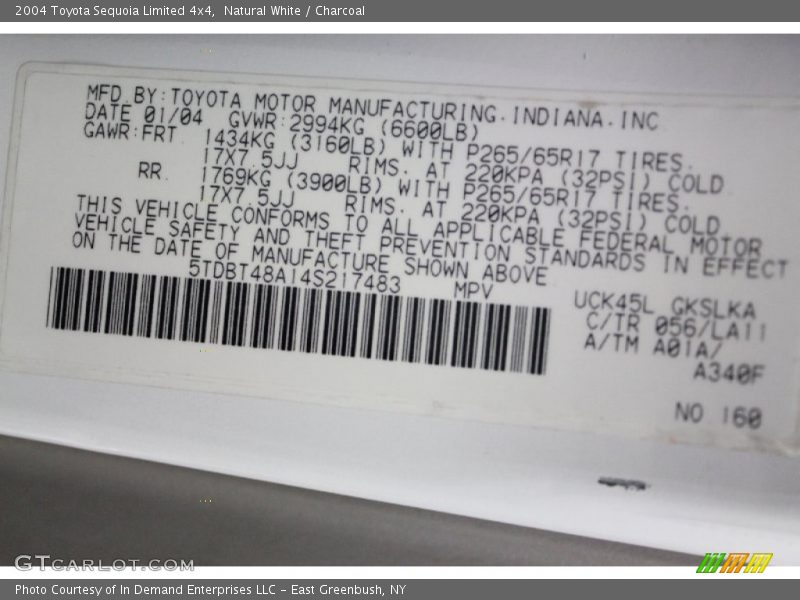 2004 Toyota Sequoia Limited 4x4,  Natural White / Charcoal
MFD BY:TOYOTA MOTOR MANUFACTURING.INDIANA.INC
DATE 01/04 GVWR:2994KG (6600LB)
GAWR:FRT 1434KG (3160LB) WITH P265/65R17 TIRES.
17X7.5JJ RIMS. AT 220KPA (32PSI) COLD
RR 1769KG (3900LB) WITH P265/65R17 TIRES.
17X7.5JJ RIMS. AT 220KPA (32PSI) COLD
THIS VEHICLE CONFORMS TO ALL APPLICABLE FEDERAL MOTOR
VEHICLE SAFETY AND THEFT PREVENTION STANDARDS IN EFFECT
ON THE DATE OF MANUFACTURE SHOWN ABOVE
5TDBT48A14S217483 MPV
UCK45L GKSLKA
C/TR 056/LA11
A/TM A01A/
A340F
NO 160
GTCARLOT.COM
Photo Courtesy of In Demand Enterprises LLC - East Greenbush, NY